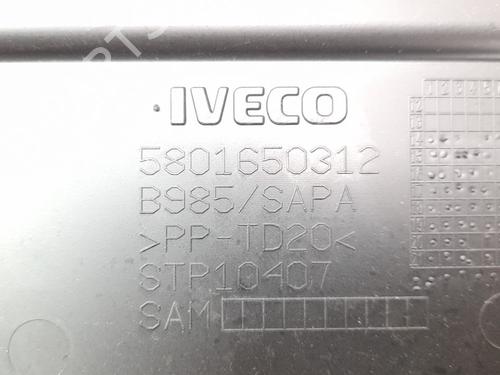 IVECO
5801650312
B985/SAPA
>PP-TD20<
STP10407
SAM